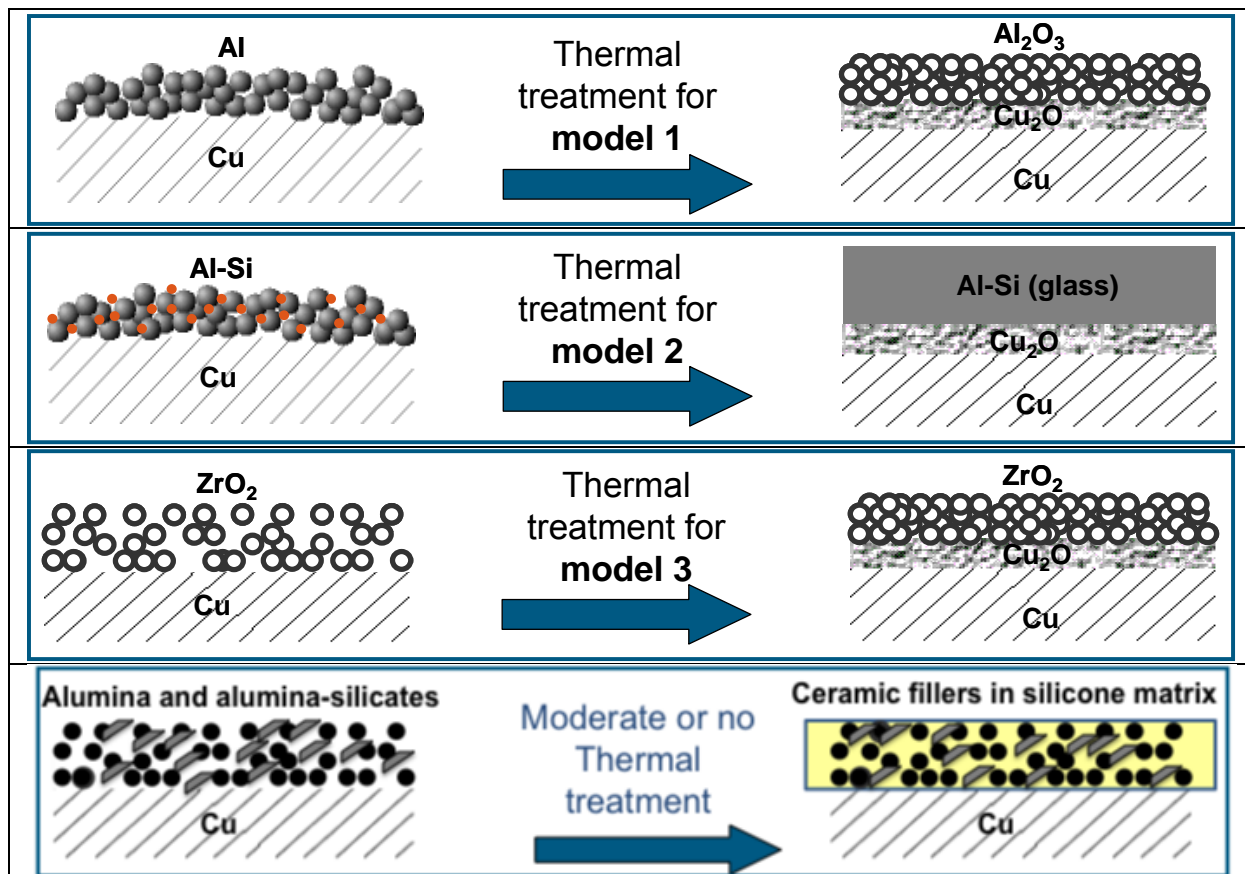 Al
Cu
Thermal
treatment for
model 1
Al₂O₃
Cu₂O
Cu
Al-Si
Cu
Thermal
treatment for
model 2
Al-Si (glass)
Cu₂O
Cu
ZrO₂
Cu
Thermal
treatment for
model 3
ZrO₂
Cu₂O
Cu
Alumina and alumina-silicates
Cu
Moderate or no
Thermal
treatment
Ceramic fillers in silicone matrix
Cu